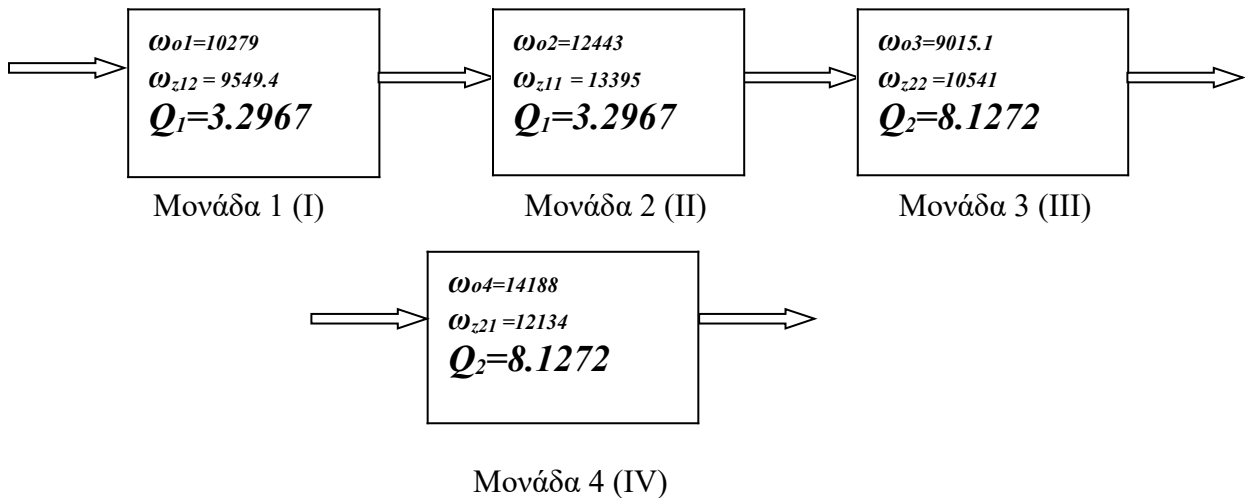 ωo1=10279
ωz12 = 9549.4
Q1=3.2967
Μονάδα 1 (I)
ωo2=12443
ωz11 = 13395
Q1=3.2967
Μονάδα 2 (II)
ωo3=9015.1
ωz22 =10541
Q2=8.1272
Μονάδα 3 (III)
ωo4=14188
ωz21 =12134
Q2=8.1272
Μονάδα 4 (IV)